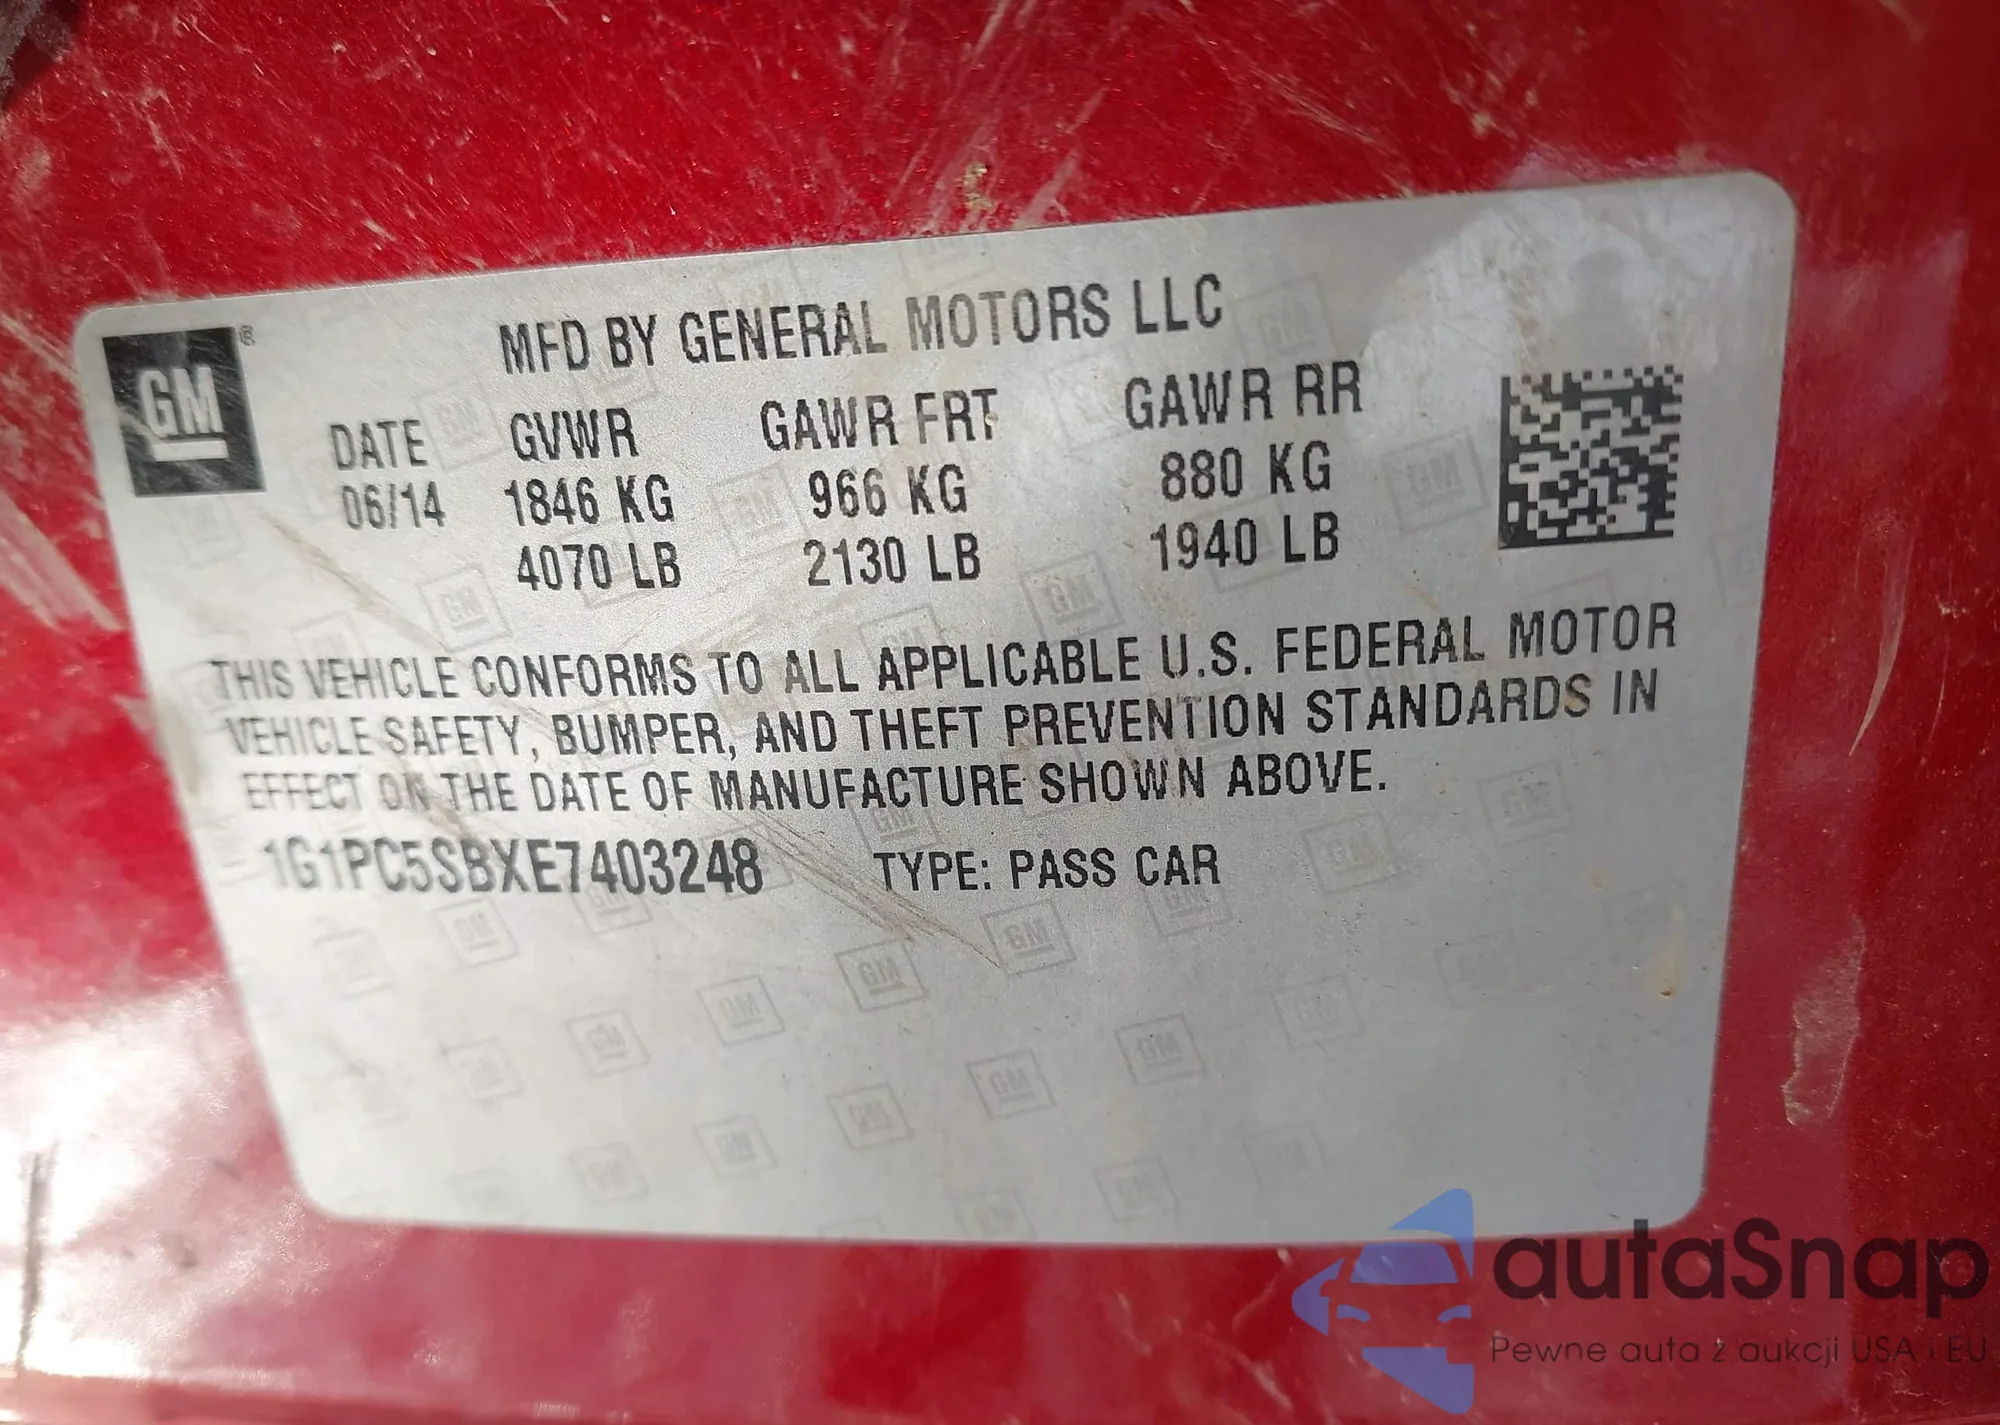 GM®
MFD BY GENERAL MOTORS LLC
DATE GVWR GAWR FRT GAWR RR
06/14 1846 KG 966 KG 880 KG
4070 LB 2130 LB 1940 LB
THIS VEHICLE CONFORMS TO ALL APPLICABLE U.S. FEDERAL MOTOR
VEHICLE SAFETY, BUMPER, AND THEFT PREVENTION STANDARDS IN
EFFECT ON THE DATE OF MANUFACTURE SHOWN ABOVE.
1G1PC5SBXE7403248 TYPE: PASS CAR
autaSnap
Pewne auta z aukcji USA i EU